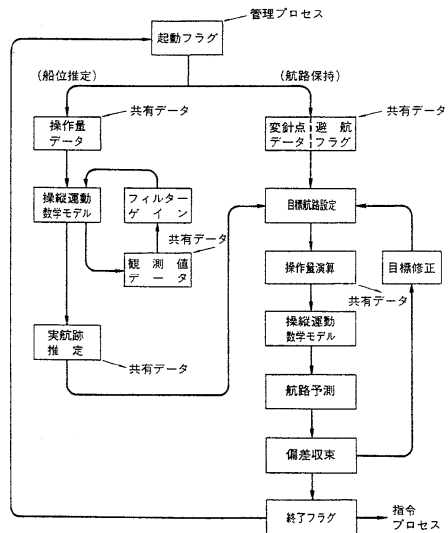 管理プロセス
起動フラグ
(船位推定)
(航路保持)
共有データ
操作量
データ
共有データ
変針点
データ
避航
フラグ
操縦運動
数学モデル
フィルター
ゲイン
共有データ
観測値
データ
目標航路設定
操作量演算
目標修正
共有データ
操縦運動
数学モデル
実航跡
推定
共有データ
航路予測
偏差収束
終了フラグ
指令
プロセス